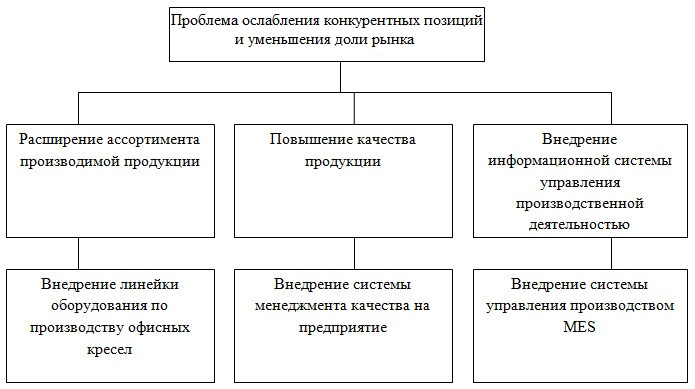 Проблема ослабления конкурентных позиций
и уменьшения доли рынка
Расширение ассортимента
производимой продукции
Повышение качества
продукции
Внедрение
информационной системы
управления
производственной
деятельностью
Внедрение линейки
оборудования по
производству офисных
кресел
Внедрение системы
менеджмента качества на
предприятие
Внедрение системы
управления производством
MES